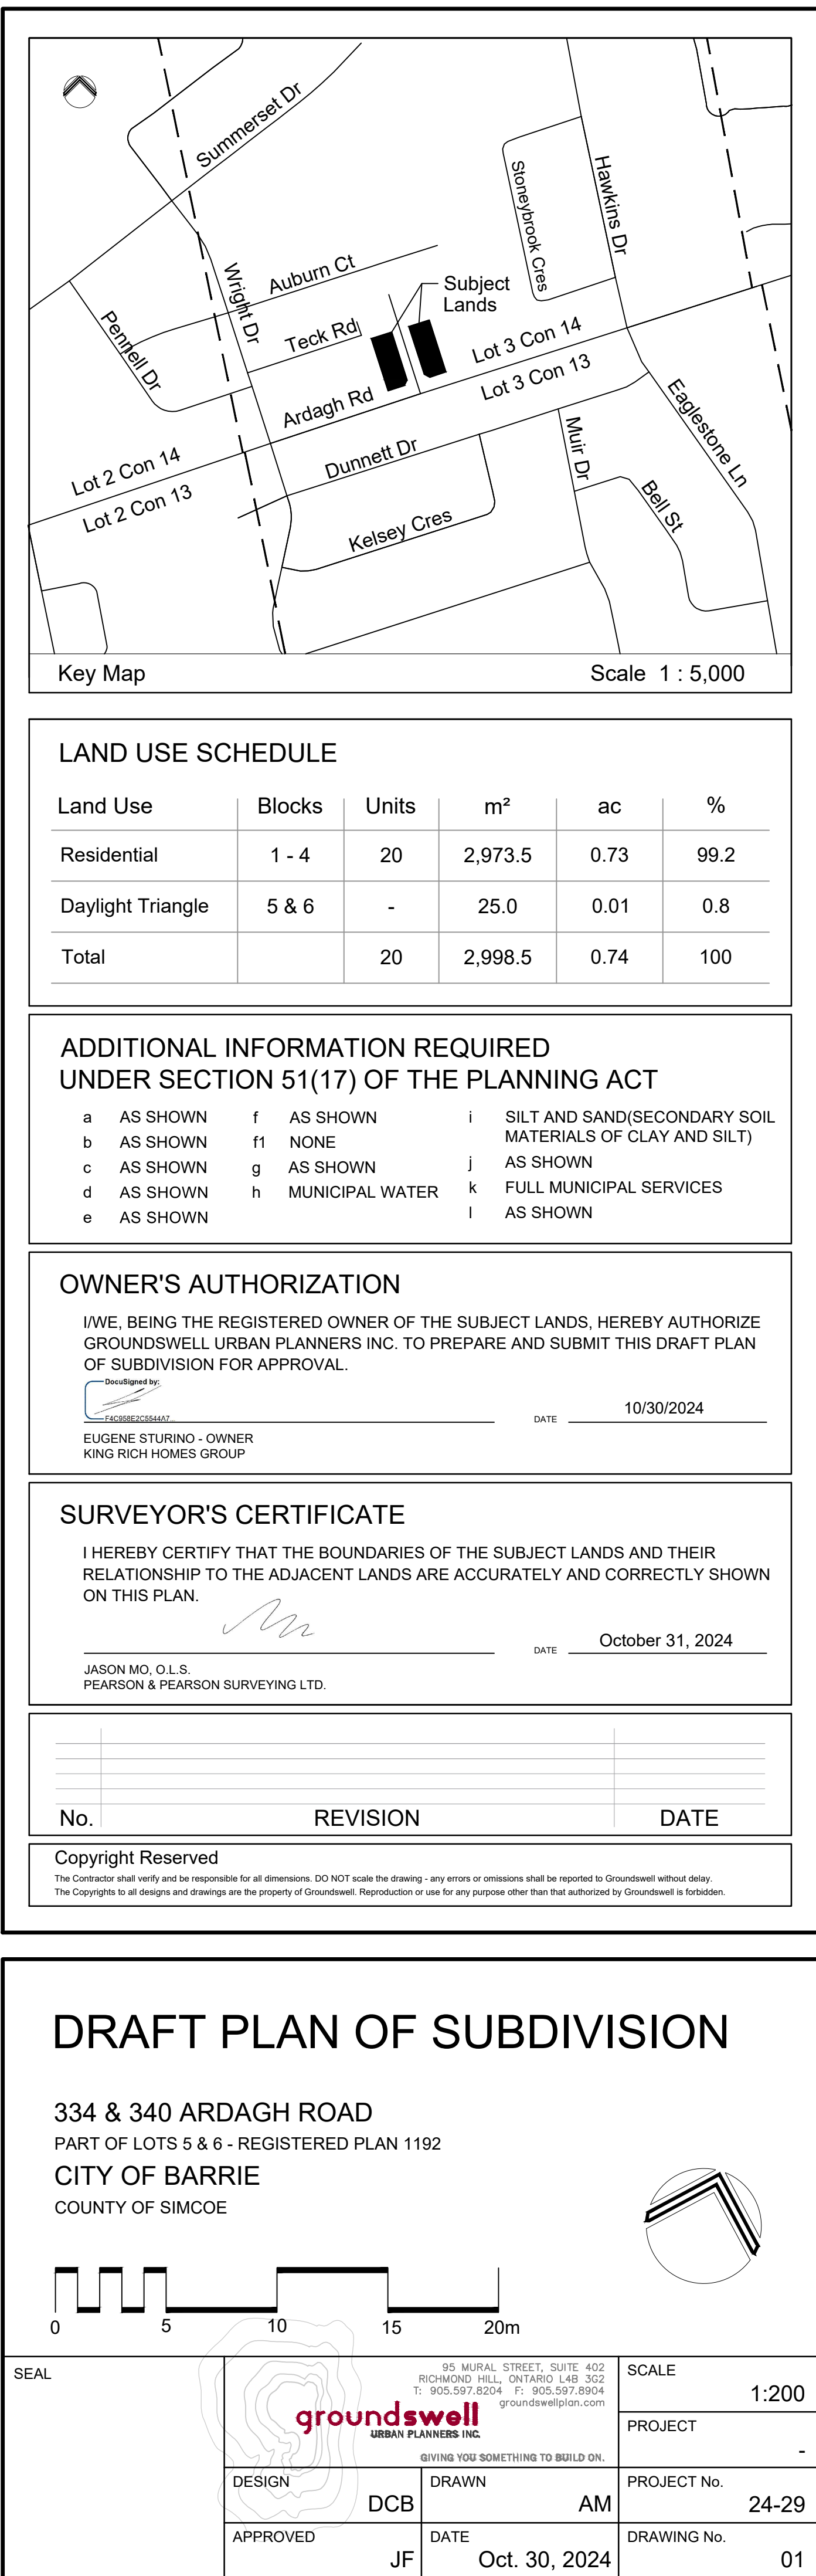 Summerset Dr
Stoneybrook Cres
Hawkins Dr
Wright Dr
Auburn Ct
Subject
Lands
Pennell Dr
Teck Rd
Lot 3 Con 14
Lot 3 Con 13
Ardagh Rd
Eaglestone Ln
Muir Dr
Dunnett Dr
Lot 2 Con 14
Lot 2 Con 13
Bell St
Kelsey Cres
Key Map Scale 1 : 5,000
LAND USE SCHEDULE
Land Use Blocks Units m² ac %
Residential 1 - 4 20 2,973.5 0.73 99.2
Daylight Triangle 5 & 6 - 25.0 0.01 0.8
Total 20 2,998.5 0.74 100
ADDITIONAL INFORMATION REQUIRED
UNDER SECTION 51(17) OF THE PLANNING ACT
a AS SHOWN
b AS SHOWN
c AS SHOWN
d AS SHOWN
e AS SHOWN
f AS SHOWN
f1 NONE
g AS SHOWN
h MUNICIPAL WATER
i SILT AND SAND(SECONDARY SOIL
MATERIALS OF CLAY AND SILT)
j AS SHOWN
k FULL MUNICIPAL SERVICES
l AS SHOWN
OWNER'S AUTHORIZATION
I/WE, BEING THE REGISTERED OWNER OF THE SUBJECT LANDS, HEREBY AUTHORIZE
GROUNDSWELL URBAN PLANNERS INC. TO PREPARE AND SUBMIT THIS DRAFT PLAN
OF SUBDIVISION FOR APPROVAL.
DocuSigned by:
F4C958E2C5544A7...
DATE 10/30/2024
EUGENE STURINO - OWNER
KING RICH HOMES GROUP
SURVEYOR'S CERTIFICATE
I HEREBY CERTIFY THAT THE BOUNDARIES OF THE SUBJECT LANDS AND THEIR
RELATIONSHIP TO THE ADJACENT LANDS ARE ACCURATELY AND CORRECTLY SHOWN
ON THIS PLAN.
DATE October 31, 2024
JASON MO, O.L.S.
PEARSON & PEARSON SURVEYING LTD.
No. REVISION DATE
Copyright Reserved
The Contractor shall verify and be responsible for all dimensions. DO NOT scale the drawing - any errors or omissions shall be reported to Groundswell without delay.
The Copyrights to all designs and drawings are the property of Groundswell. Reproduction or use for any purpose other than that authorized by Groundswell is forbidden.
DRAFT PLAN OF SUBDIVISION
334 & 340 ARDAGH ROAD
PART OF LOTS 5 & 6 - REGISTERED PLAN 1192
CITY OF BARRIE
COUNTY OF SIMCOE
0 5 10 15 20m
SEAL
95 MURAL STREET, SUITE 402
RICHMOND HILL, ONTARIO L4B 3G2
T: 905.597.8204 F: 905.597.8904
groundswellplan.com
groundswell
URBAN PLANNERS INC.
GIVING YOU SOMETHING TO BUILD ON.
SCALE
1:200
PROJECT
-
DESIGN
DCB
DRAWN
AM
PROJECT No.
24-29
APPROVED
JF
DATE
Oct. 30, 2024
DRAWING No.
01